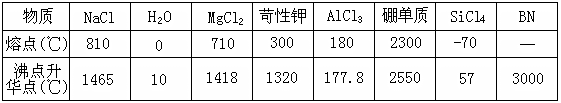 物质 NaCl H₂O MgCl₂ 苛性钾 AlCl₃ 硼单质 SiCl₄ BN
熔点(℃) 810 0 710 300 180 2300 -70 —
沸点升华点(℃) 1465 10 1418 1320 177.8 2550 57 3000